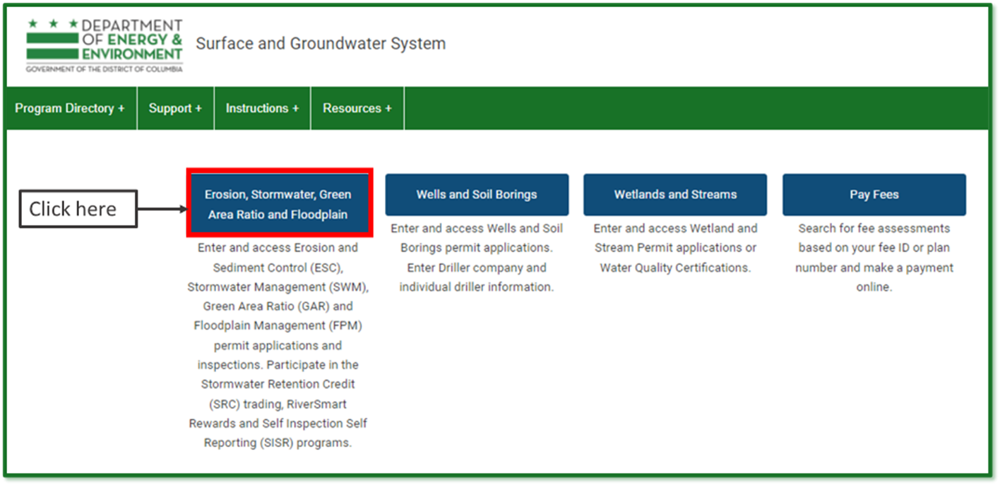 DEPARTMENT
OF ENERGY &
ENVIRONMENT
GOVERNMENT OF THE DISTRICT OF COLUMBIA
Surface and Groundwater System
Program Directory +
Support +
Instructions +
Resources +
Click here
Erosion, Stormwater, Green
Area Ratio and Floodplain
Enter and access Erosion and
Sediment Control (ESC),
Stormwater Management (SWM),
Green Area Ratio (GAR) and
Floodplain Management (FPM)
permit applications and
inspections. Participate in the
Stormwater Retention Credit
(SRC) trading, RiverSmart
Rewards and Self Inspection Self
Reporting (SISR) programs.
Wells and Soil Borings
Enter and access Wells and Soil
Borings permit applications.
Enter Driller company and
individual driller information.
Wetlands and Streams
Enter and access Wetland and
Stream Permit applications or
Water Quality Certifications.
Pay Fees
Search for fee assessments
based on your fee ID or plan
number and make a payment
online.